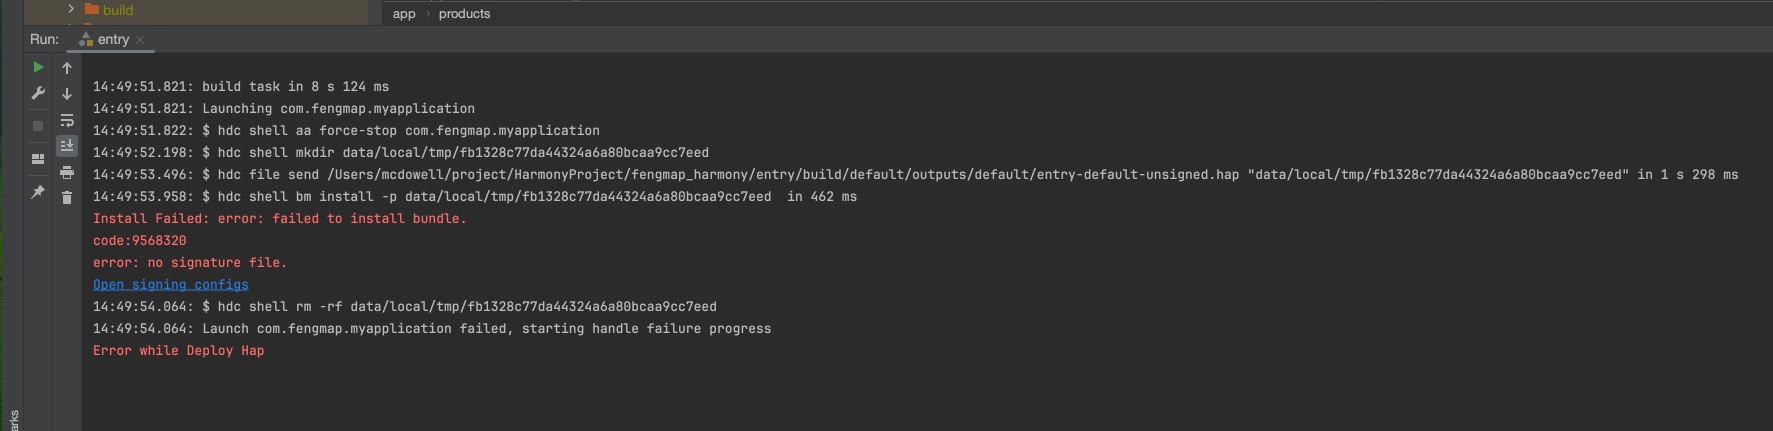 build
app › products
Run: entry
14:49:51.821: build task in 8 s 124 ms
14:49:51.821: Launching com.fengmap.myapplication
14:49:51.822: $ hdc shell aa force-stop com.fengmap.myapplication
14:49:52.198: $ hdc shell mkdir data/local/tmp/fb1328c77da44324a6a80bcaa9cc7eed
14:49:53.496: $ hdc file send /Users/mcdowell/project/HarmonyProject/fengmap_harmony/entry/build/default/outputs/default/entry-default-unsigned.hap "data/local/tmp/fb1328c77da44324a6a80bcaa9cc7eed" in 1 s 298 ms
14:49:53.958: $ hdc shell bm install -p data/local/tmp/fb1328c77da44324a6a80bcaa9cc7eed  in 462 ms
Install Failed: error: failed to install bundle.
code:9568320
error: no signature file.
Open signing configs
14:49:54.064: $ hdc shell rm -rf data/local/tmp/fb1328c77da44324a6a80bcaa9cc7eed
14:49:54.064: Launch com.fengmap.myapplication failed, starting handle failure progress
Error while Deploy Hap